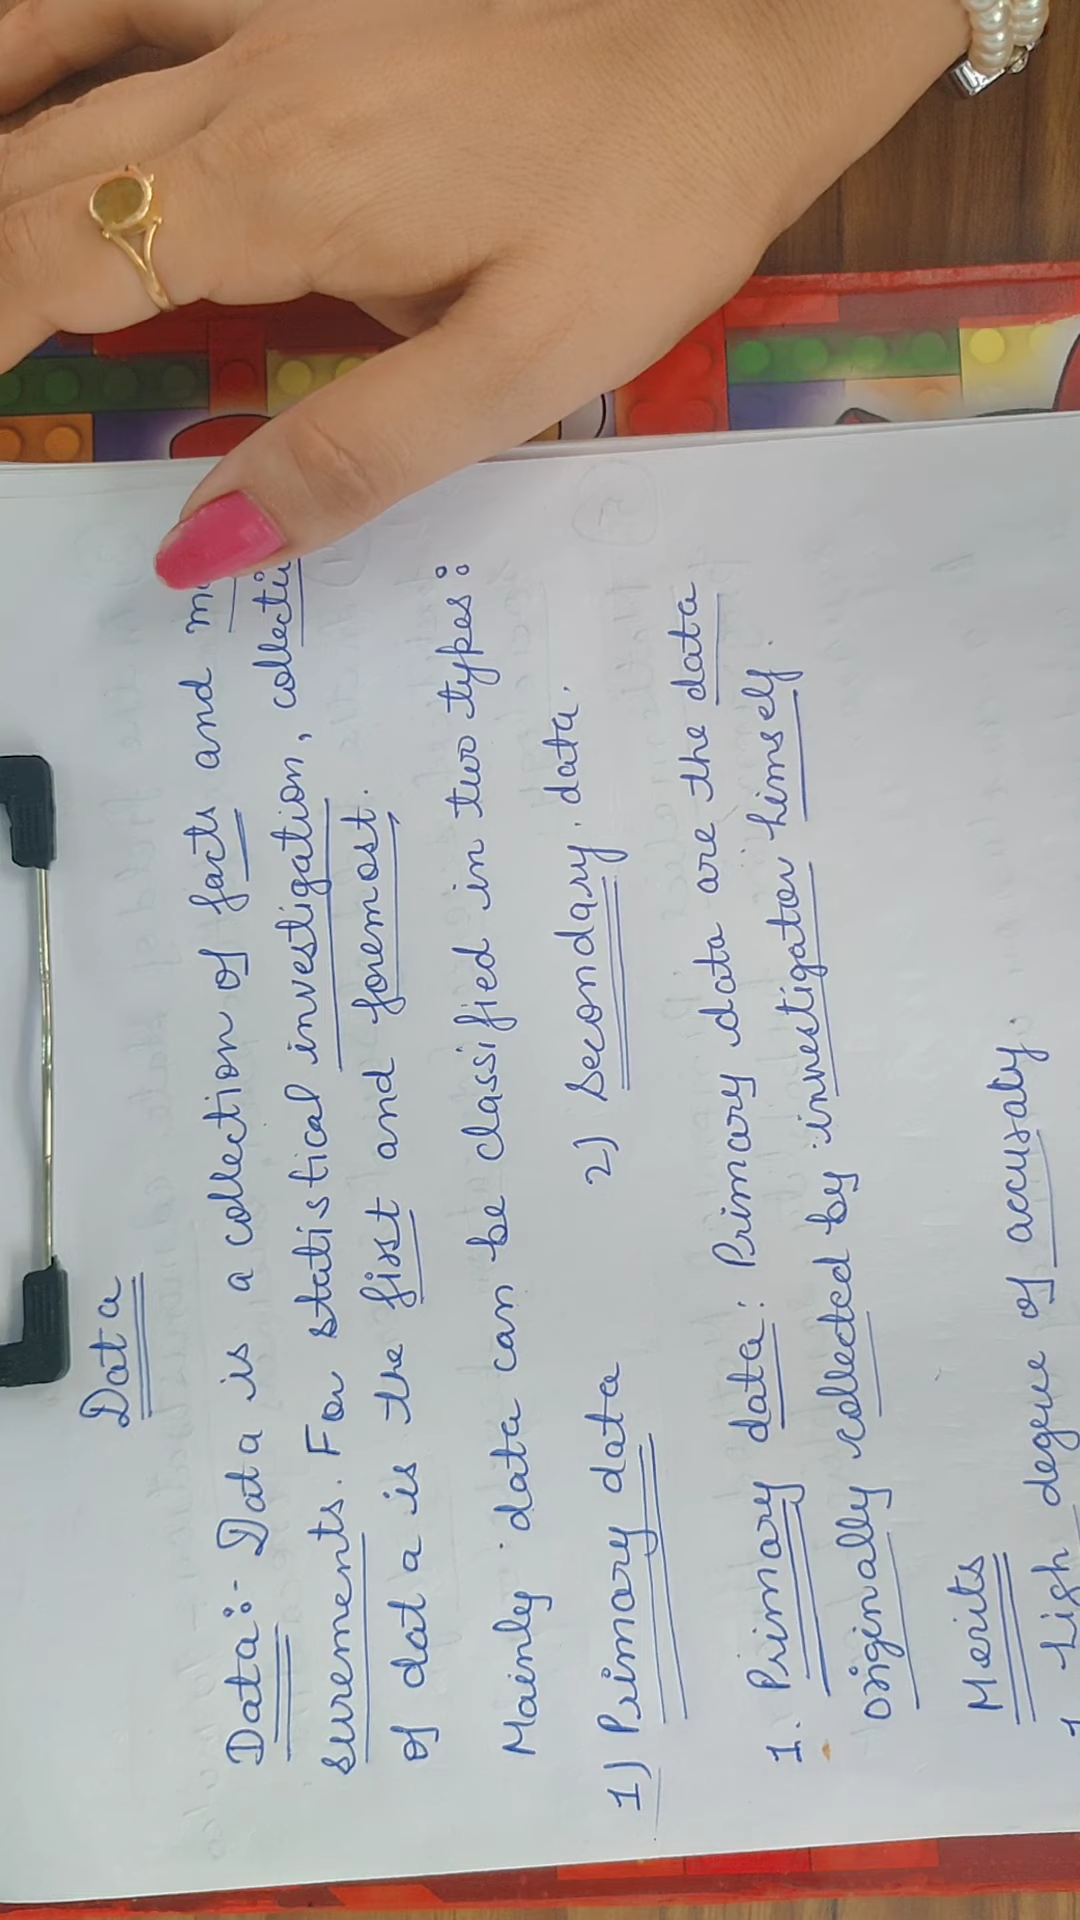 Data
Data:- Data is a collection of facts and
surements. For statistical investigation,
of data is the first and foremost.
Mainly data can be classified in two types:
1) Primary data 2) Secondary data.
1. Primary data: Primary data are the data
originally collected by investigator himself.
Merits
1 High degree of accuraty.